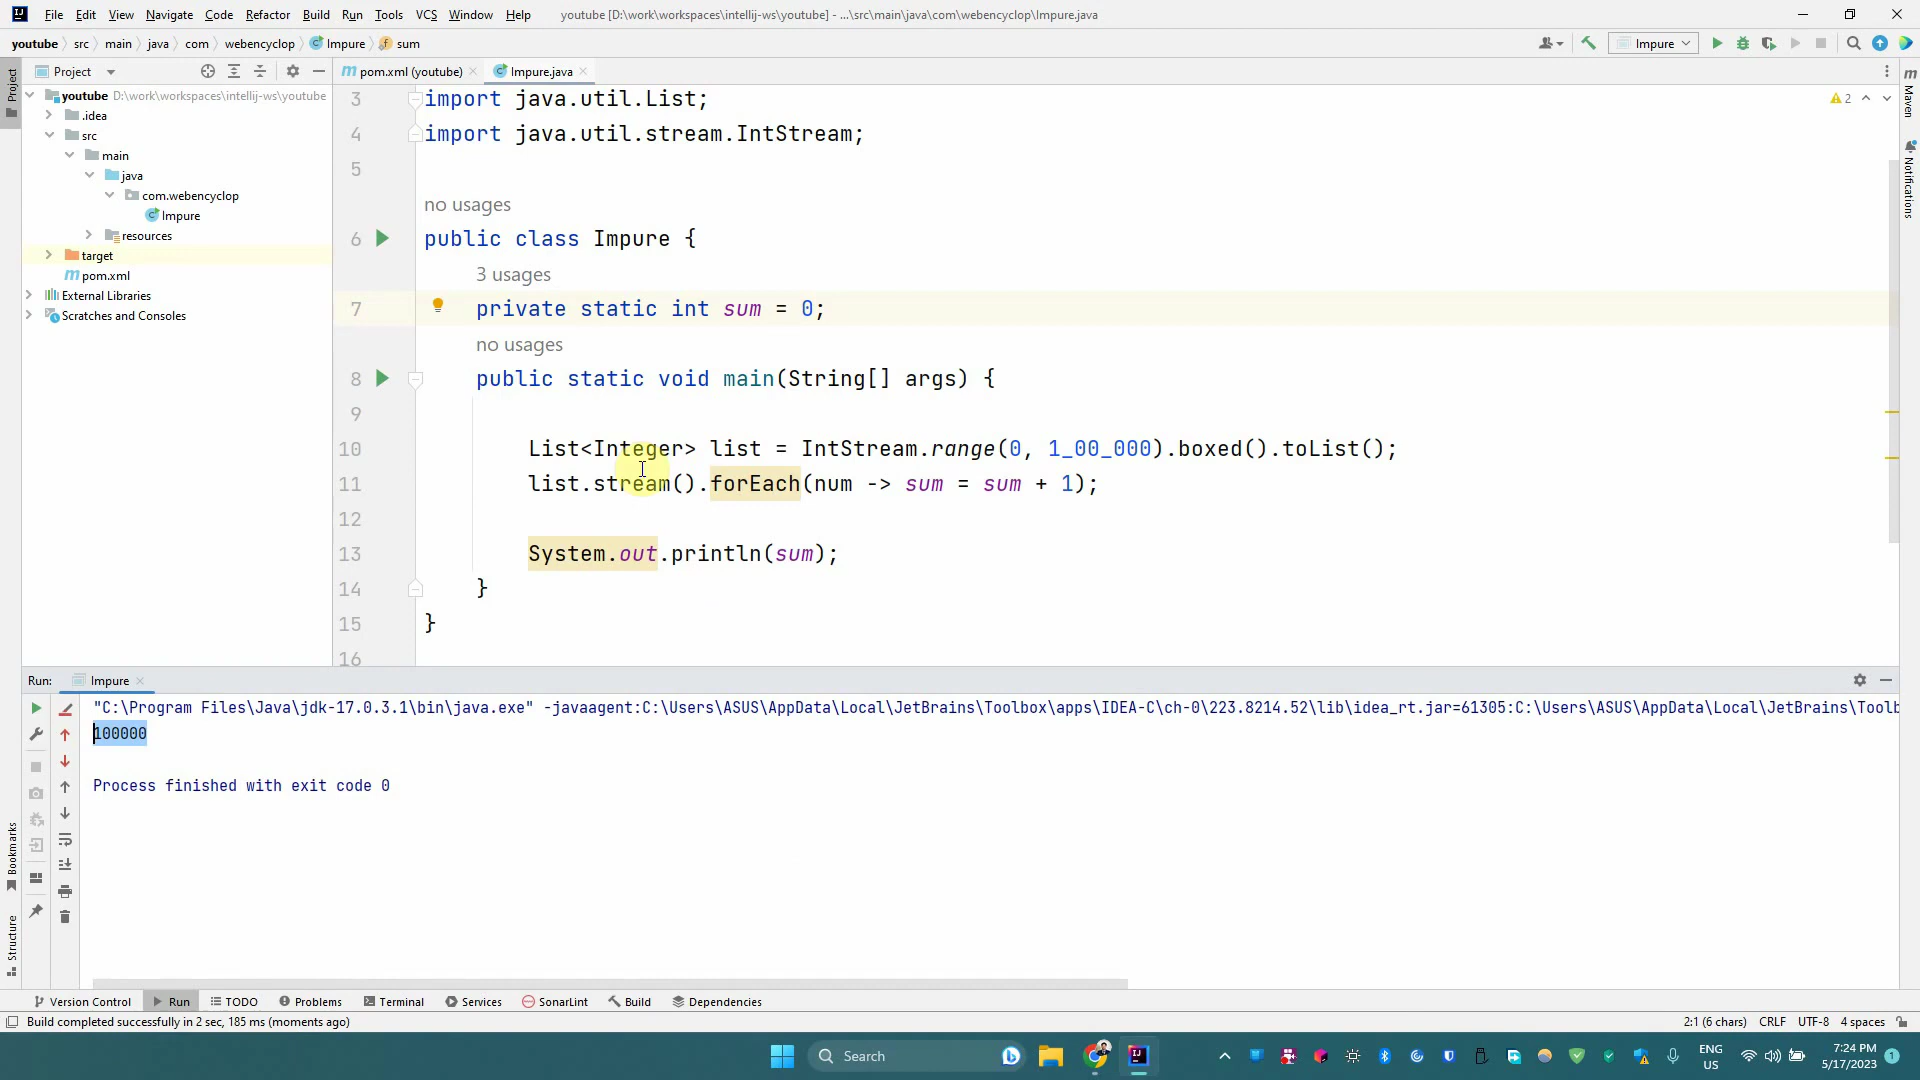 File Edit View Navigate Code Refactor Build Run Tools VCS Window Help youtube [D:\work\workspaces\intellij-ws\youtube] - ...\src\main\java\com\webencyclop\Impure.java
youtube src main java com webencyclop Impure sum Impure
Project pom.xml (youtube) Impure.java
youtube D:\work\workspaces\intellij-ws\youtube
.idea
src
main
java
com.webencyclop
Impure
resources
target
pom.xml
External Libraries
Scratches and Consoles
3 import java.util.List;
4 import java.util.stream.IntStream;
5
no usages
6 public class Impure {
3 usages
7 private static int sum = 0;
no usages
8 public static void main(String[] args) {
9
10 List<Integer> list = IntStream.range(0, 1_00_000).boxed().toList();
11 list.stream().forEach(num -> sum = sum + 1);
12
13 System.out.println(sum);
14 }
15 }
16
2
Project
Bookmarks
Structure
Maven
Notifications
Run: Impure
"C:\Program Files\Java\jdk-17.0.3.1\bin\java.exe" -javaagent:C:\Users\ASUS\AppData\Local\JetBrains\Toolbox\apps\IDEA-C\ch-0\223.8214.52\lib\idea_rt.jar=61305:C:\Users\ASUS\AppData\Local\JetBrains\Toolb
100000
Process finished with exit code 0
Version Control Run TODO Problems Terminal Services SonarLint Build Dependencies
Build completed successfully in 2 sec, 185 ms (moments ago) 2:1 (6 chars) CRLF UTF-8 4 spaces
Search
ENG
US
7:24 PM
5/17/2023
1